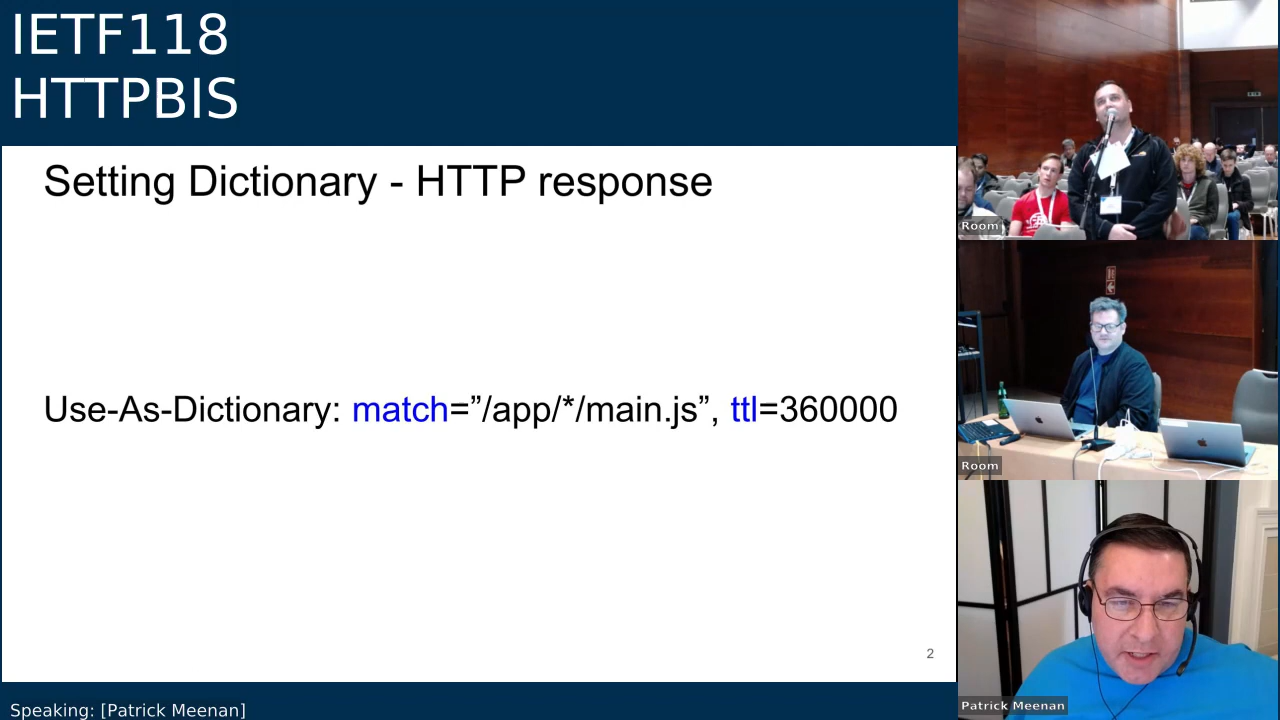 IETF118
HTTPBIS
Setting Dictionary - HTTP response
Use-As-Dictionary: match=”/app/*/main.js”, ttl=360000
2
Speaking: [Patrick Meenan]
Room
Room
Patrick Meenan